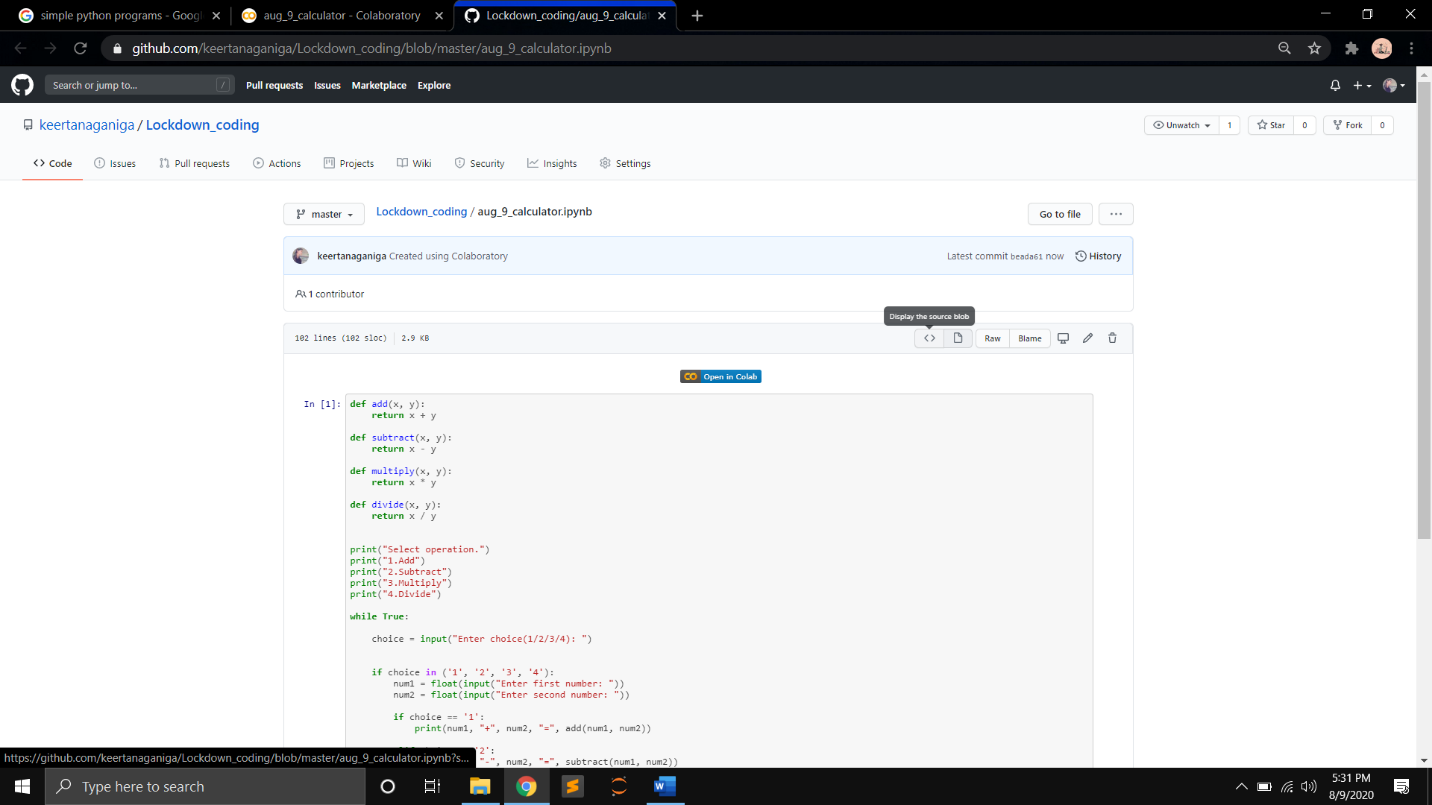 simple python programs - Googl
aug_9_calculator - Colaboratory
Lockdown_coding/aug_9_calculat
github.com/keertanaganiga/Lockdown_coding/blob/master/aug_9_calculator.ipynb
Search or jump to... / Pull requests Issues Marketplace Explore
keertanaganiga / Lockdown_coding
Unwatch 1 Star 0 Fork 0
<> Code Issues Pull requests Actions Projects Wiki Security Insights Settings
master Lockdown_coding / aug_9_calculator.ipynb Go to file ...
keertanaganiga Created using Colaboratory Latest commit beada61 now History
1 contributor
Display the source blob
102 lines (102 sloc) 2.9 KB <> Raw Blame
CO Open in Colab
In [1]: def add(x, y):
return x + y
def subtract(x, y):
return x - y
def multiply(x, y):
return x * y
def divide(x, y):
return x / y
print("Select operation.")
print("1.Add")
print("2.Subtract")
print("3.Multiply")
print("4.Divide")
while True:
choice = input("Enter choice(1/2/3/4): ")
if choice in ('1', '2', '3', '4'):
num1 = float(input("Enter first number: "))
num2 = float(input("Enter second number: "))
if choice == '1':
print(num1, "+", num2, "=", add(num1, num2))
'2':
"-", num2, "=", subtract(num1, num2))
https://github.com/keertanaganiga/Lockdown_coding/blob/master/aug_9_calculator.ipynb?s...
Type here to search
5:31 PM
8/9/2020